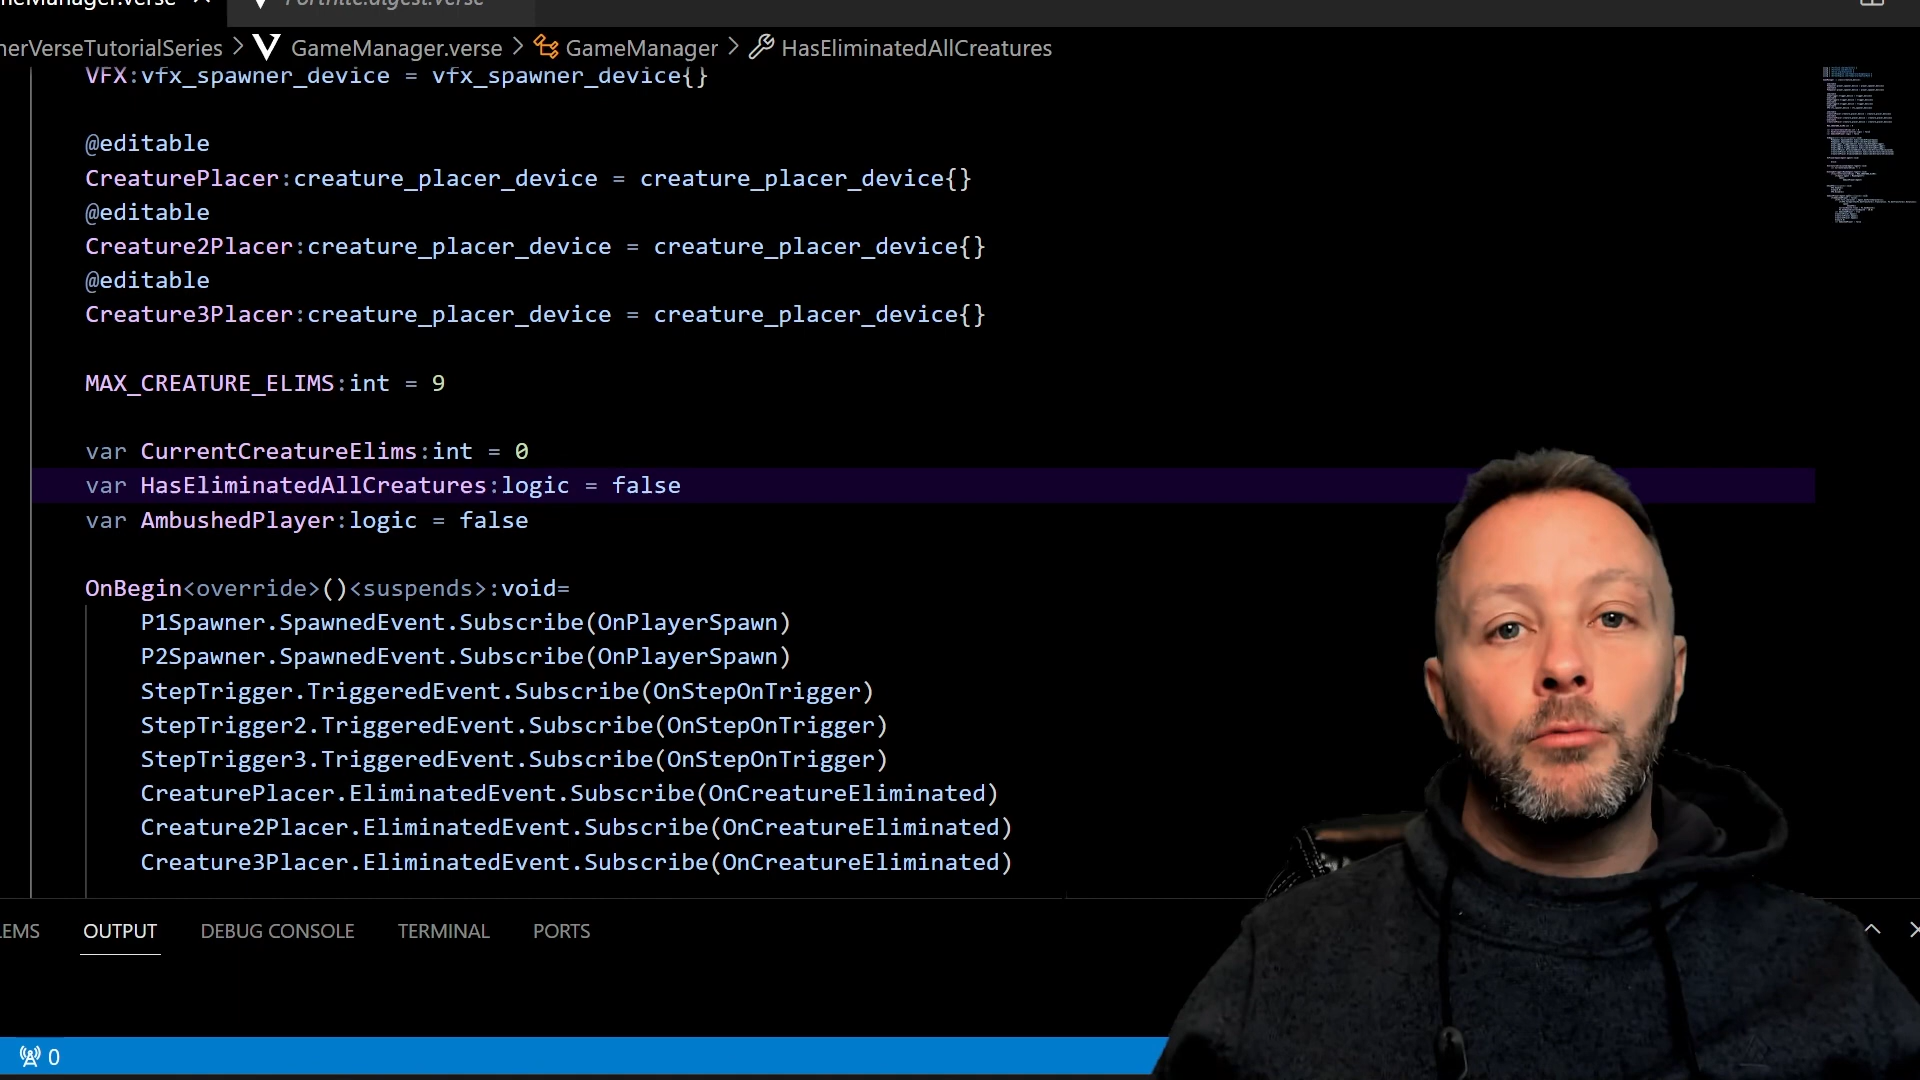 Manager.verse
Fortnite.digest.verse
nerVerseTutorialSeries > GameManager.verse > GameManager > HasEliminatedAllCreatures
VFX:vfx_spawner_device = vfx_spawner_device{}
@editable
CreaturePlacer:creature_placer_device = creature_placer_device{}
@editable
Creature2Placer:creature_placer_device = creature_placer_device{}
@editable
Creature3Placer:creature_placer_device = creature_placer_device{}
MAX_CREATURE_ELIMS:int = 9
var CurrentCreatureElims:int = 0
var HasEliminatedAllCreatures:logic = false
var AmbushedPlayer:logic = false
OnBegin<override>()<suspends>:void=
P1Spawner.SpawnedEvent.Subscribe(OnPlayerSpawn)
P2Spawner.SpawnedEvent.Subscribe(OnPlayerSpawn)
StepTrigger.TriggeredEvent.Subscribe(OnStepOnTrigger)
StepTrigger2.TriggeredEvent.Subscribe(OnStepOnTrigger)
StepTrigger3.TriggeredEvent.Subscribe(OnStepOnTrigger)
CreaturePlacer.EliminatedEvent.Subscribe(OnCreatureEliminated)
Creature2Placer.EliminatedEvent.Subscribe(OnCreatureEliminated)
Creature3Placer.EliminatedEvent.Subscribe(OnCreatureEliminated)
LEMS OUTPUT DEBUG CONSOLE TERMINAL PORTS
0